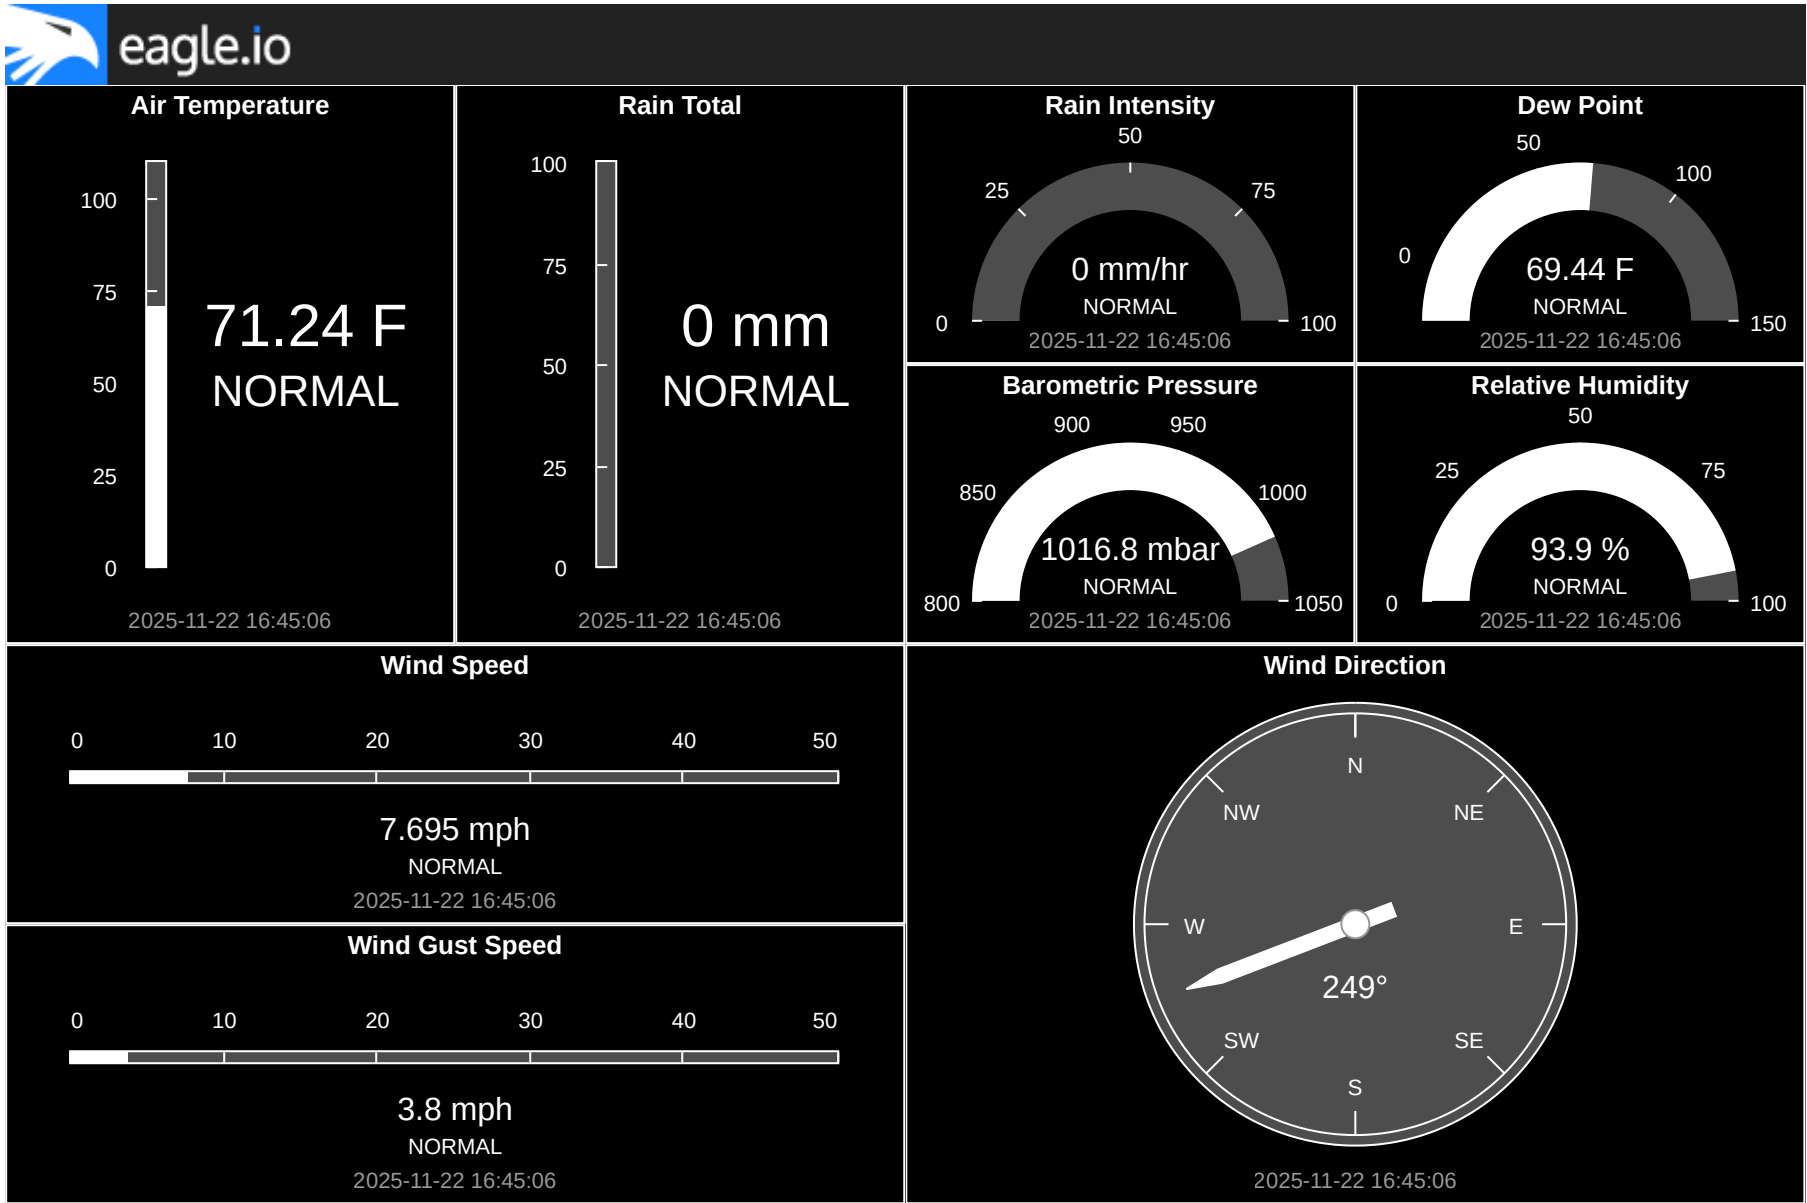 eagle.io
Air Temperature
100
75
50
25
0
71.24 F
NORMAL
2025-11-22 16:45:06
Rain Total
100
75
50
25
0
0 mm
NORMAL
2025-11-22 16:45:06
Rain Intensity
50
25
75
0
100
0 mm/hr
NORMAL
2025-11-22 16:45:06
Dew Point
50
100
0
150
69.44 F
NORMAL
2025-11-22 16:45:06
Barometric Pressure
900
950
850
1000
800
1050
1016.8 mbar
NORMAL
2025-11-22 16:45:06
Relative Humidity
50
25
75
0
100
93.9 %
NORMAL
2025-11-22 16:45:06
Wind Speed
0 10 20 30 40 50
7.695 mph
NORMAL
2025-11-22 16:45:06
Wind Gust Speed
0 10 20 30 40 50
3.8 mph
NORMAL
2025-11-22 16:45:06
Wind Direction
N
NW NE
W E
249°
SW SE
S
2025-11-22 16:45:06